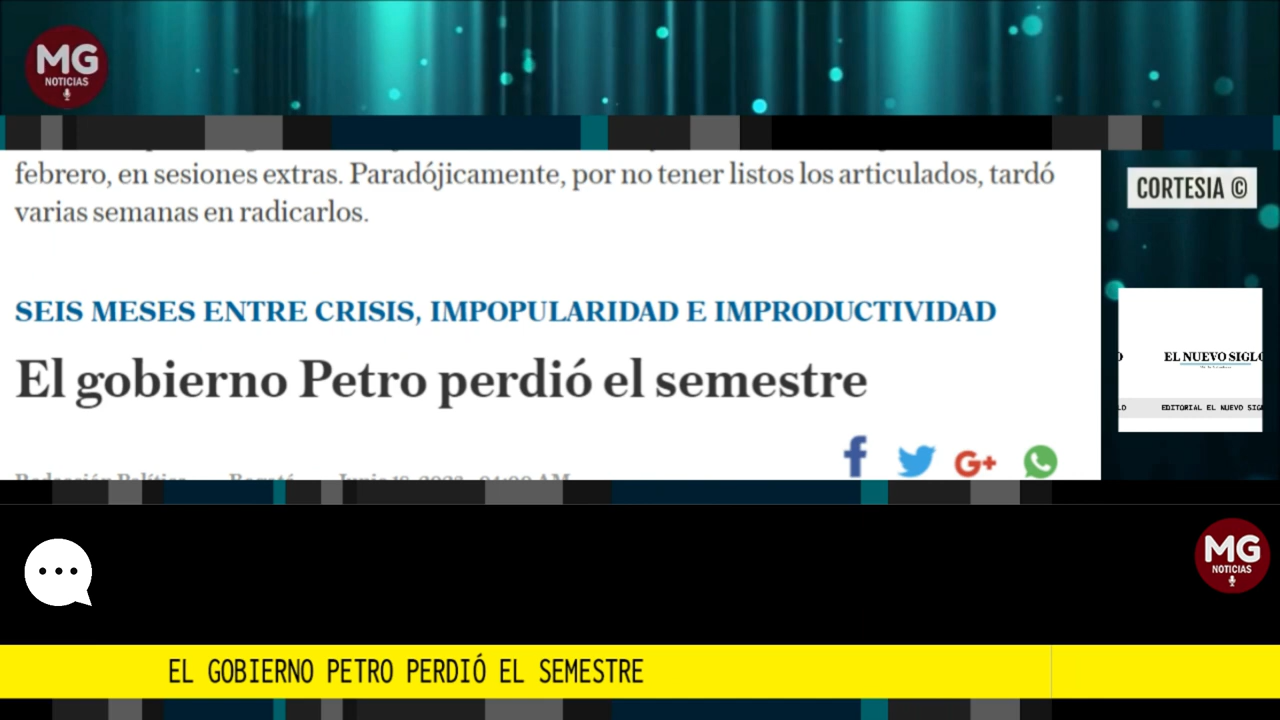 MG
NOTICIAS
febrero, en sesiones extras. Paradójicamente, por no tener listos los articulados, tardó
varias semanas en radicarlos.
CORTESIA ©
SEIS MESES ENTRE CRISIS, IMPOPULARIDAD E IMPRODUCTIVIDAD
El gobierno Petro perdió el semestre
EL NUEVO SIGLO
EDITORIAL EL NUEVO SIG
G+
MG
NOTICIAS
EL GOBIERNO PETRO PERDIÓ EL SEMESTRE